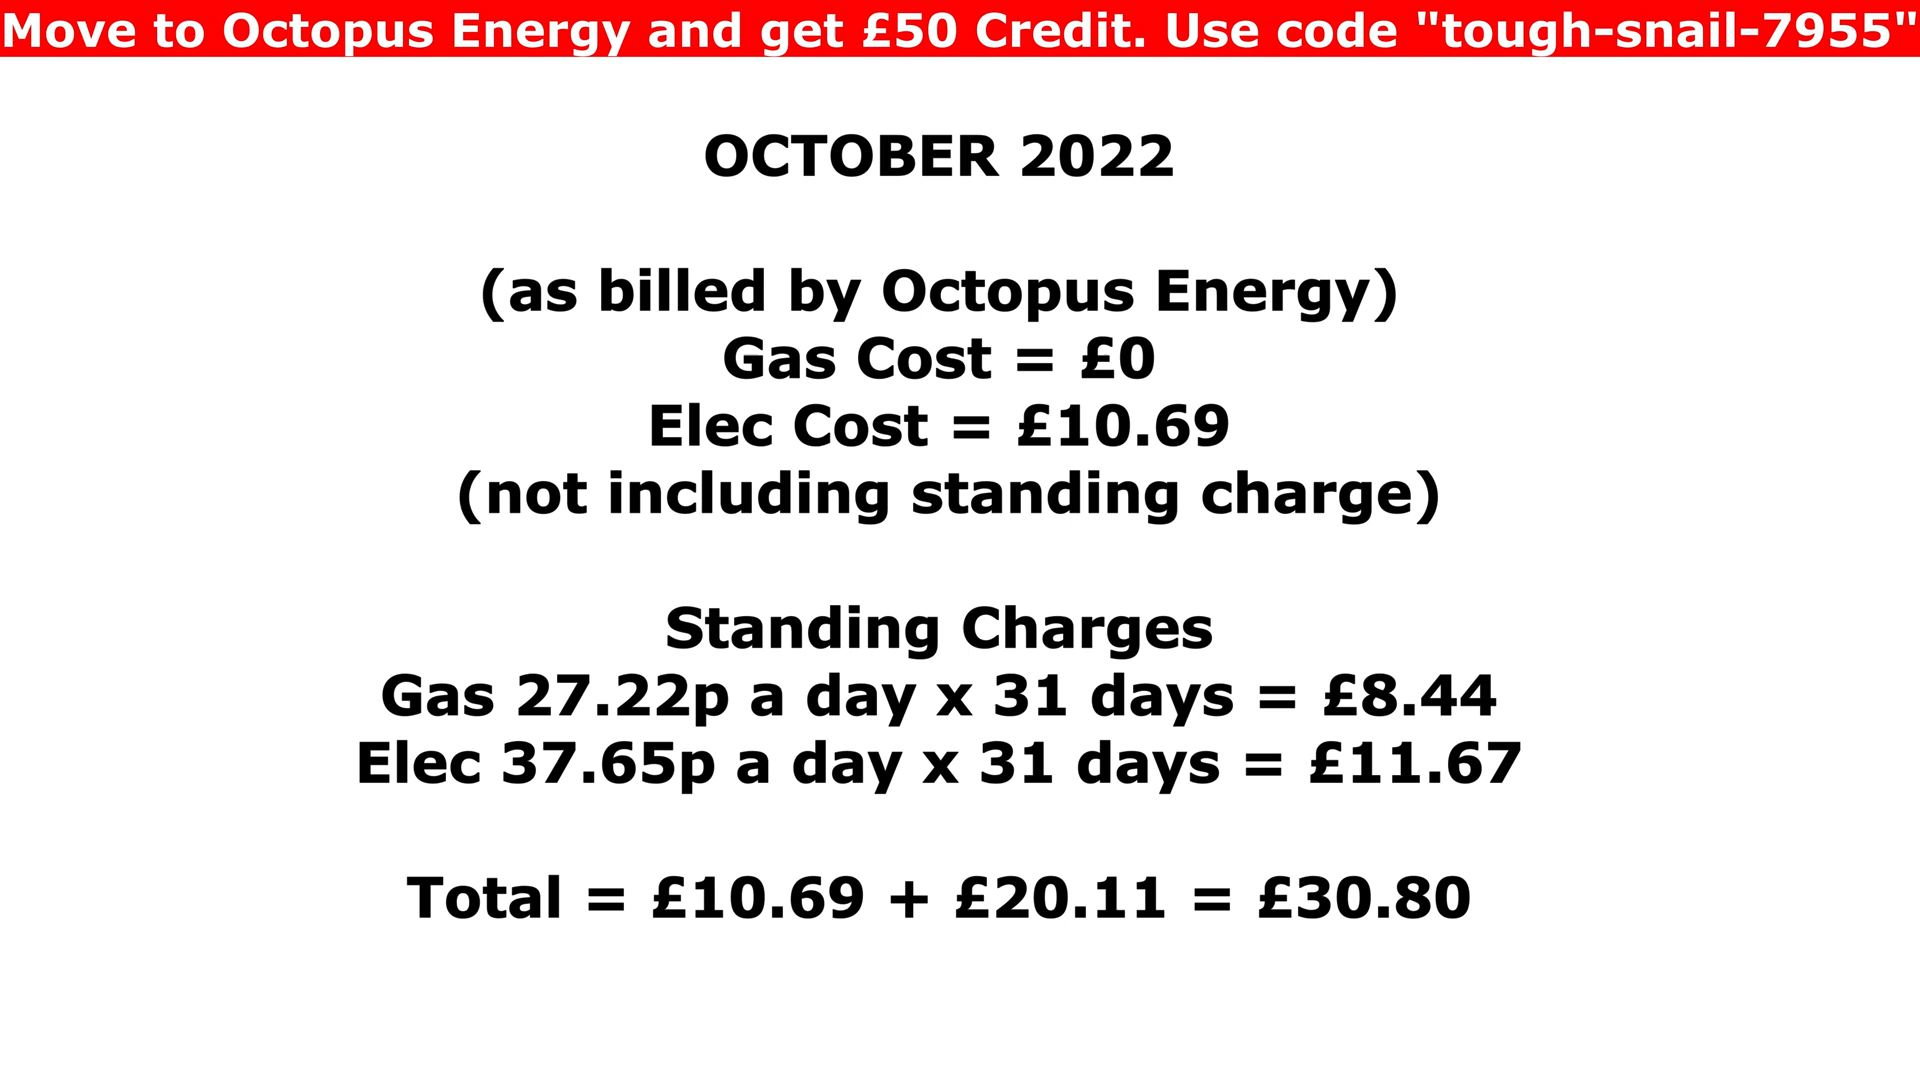 Move to Octopus Energy and get £50 Credit. Use code "tough-snail-7955"
OCTOBER 2022
(as billed by Octopus Energy)
Gas Cost = £0
Elec Cost = £10.69
(not including standing charge)
Standing Charges
Gas 27.22p a day x 31 days = £8.44
Elec 37.65p a day x 31 days = £11.67
Total = £10.69 + £20.11 = £30.80